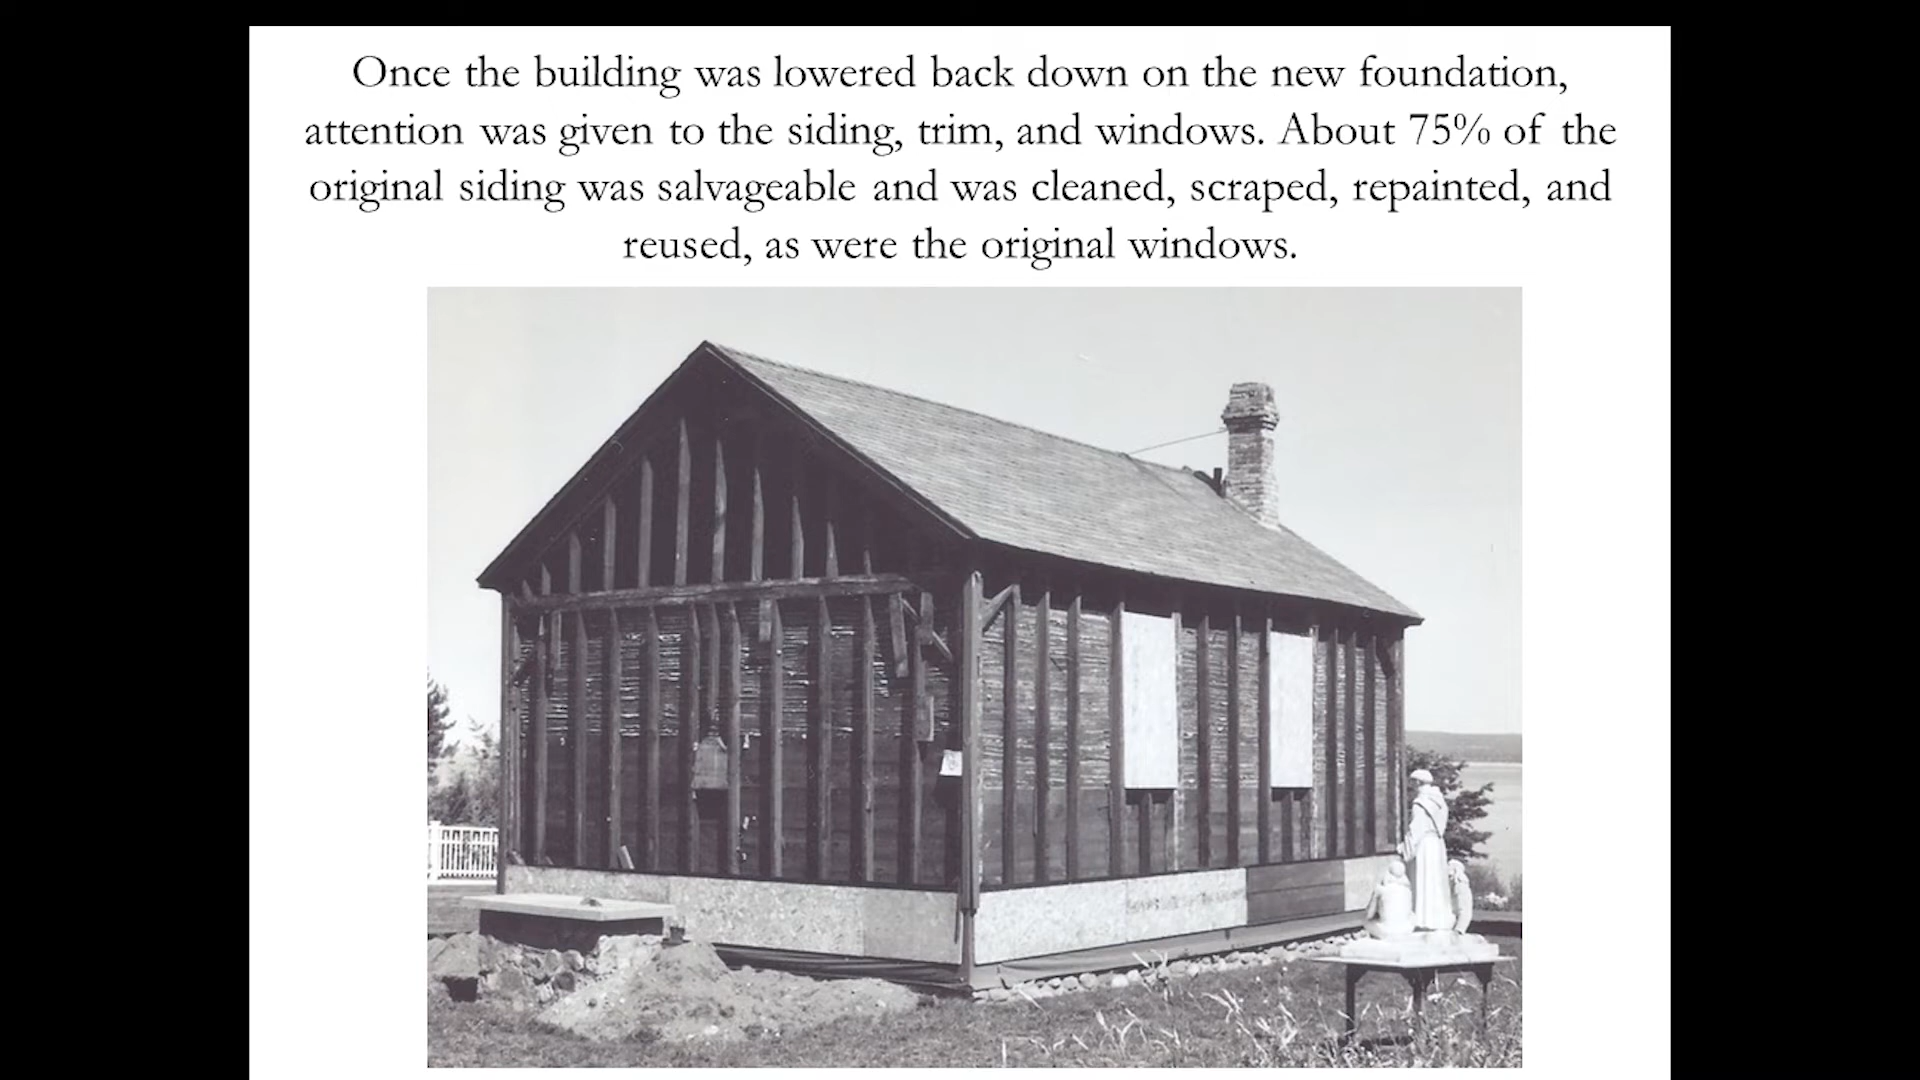 Once the building was lowered back down on the new foundation,
attention was given to the siding, trim, and windows. About 75% of the
original siding was salvageable and was cleaned, scraped, repainted, and
reused, as were the original windows.